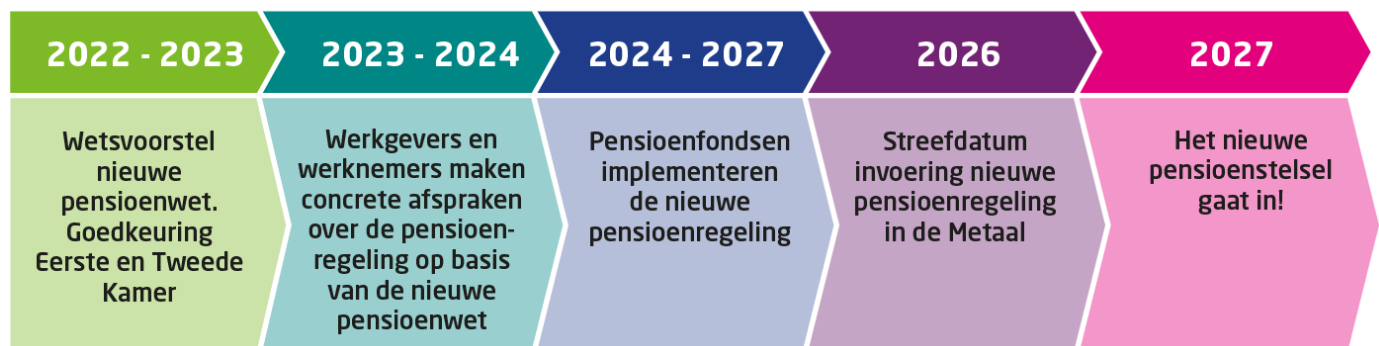 2022 - 2023
Wetsvoorstel
nieuwe
pensioenwet.
Goedkeuring
Eerste en Tweede
Kamer
2023 - 2024
Werkgevers en
werknemers maken
concrete afspraken
over de pensioen-
regeling op basis
van de nieuwe
pensioenwet
2024 - 2027
Pensioenfondsen
implementeren
de nieuwe
pensioenregeling
2026
Streefdatum
invoering nieuwe
pensioenregeling
in de Metaal
2027
Het nieuwe
pensioenstelsel
gaat in!